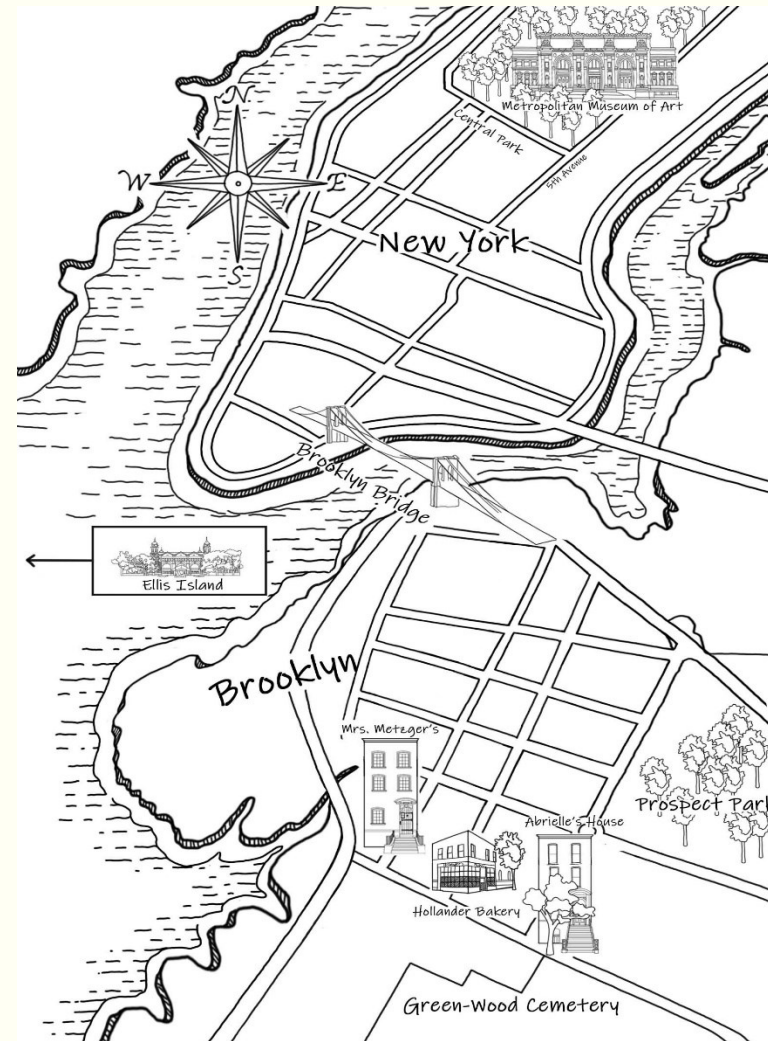 Metropolitan Museum of Art
Central Park
5th Avenue
N
W
E
S
New York
Brooklyn Bridge
Ellis Island
Brooklyn
Mrs. Metzger's
Prospect Park
Abrielle's House
Hollander Bakery
Green-Wood Cemetery